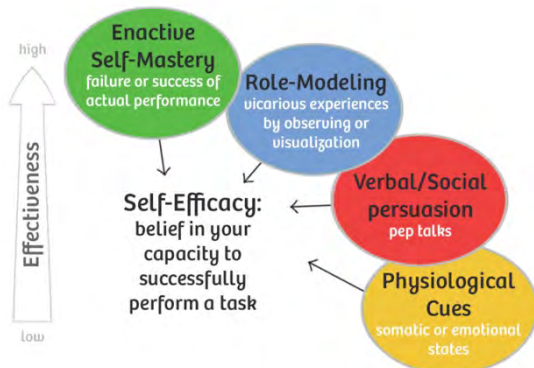 high
Effectiveness
low
Enactive
Self-Mastery
failure or success of
actual performance
Role-Modeling
vicarious experiences
by observing or
visualization
Verbal/Social
persuasion
pep talks
Physiological
Cues
somatic or emotional
states
Self-Efficacy:
belief in your
capacity to
successfully
perform a task